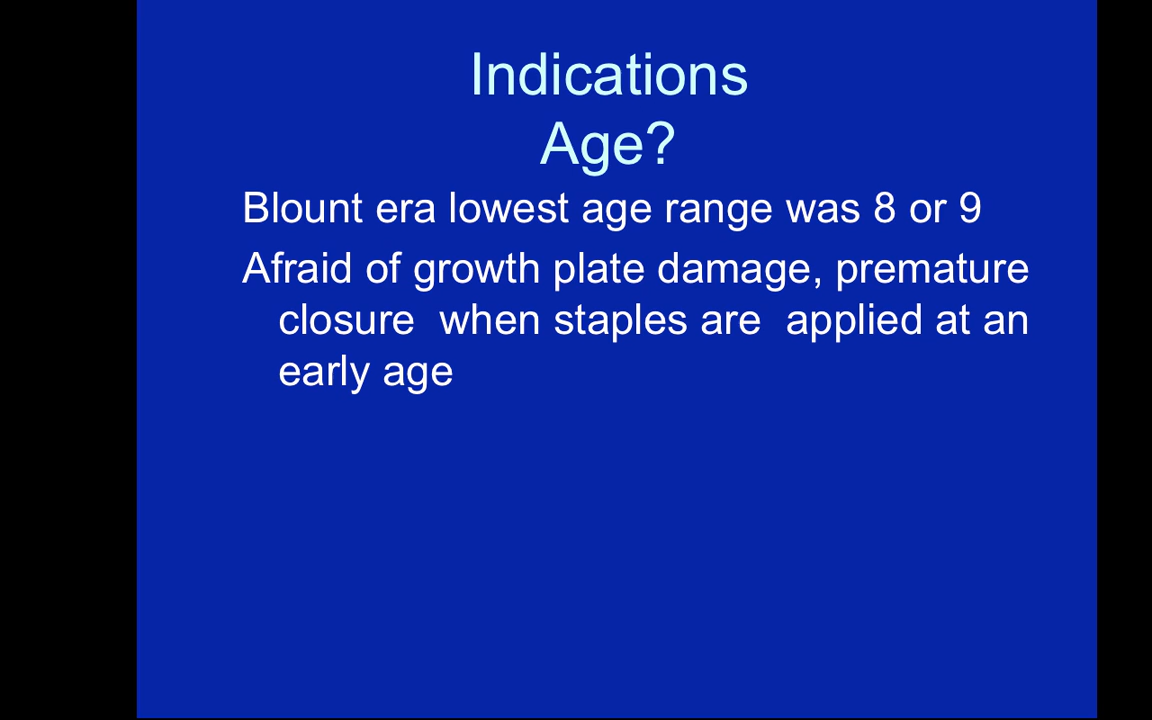 Indications
Age?
Blount era lowest age range was 8 or 9
Afraid of growth plate damage, premature
closure  when staples are  applied at an
early age